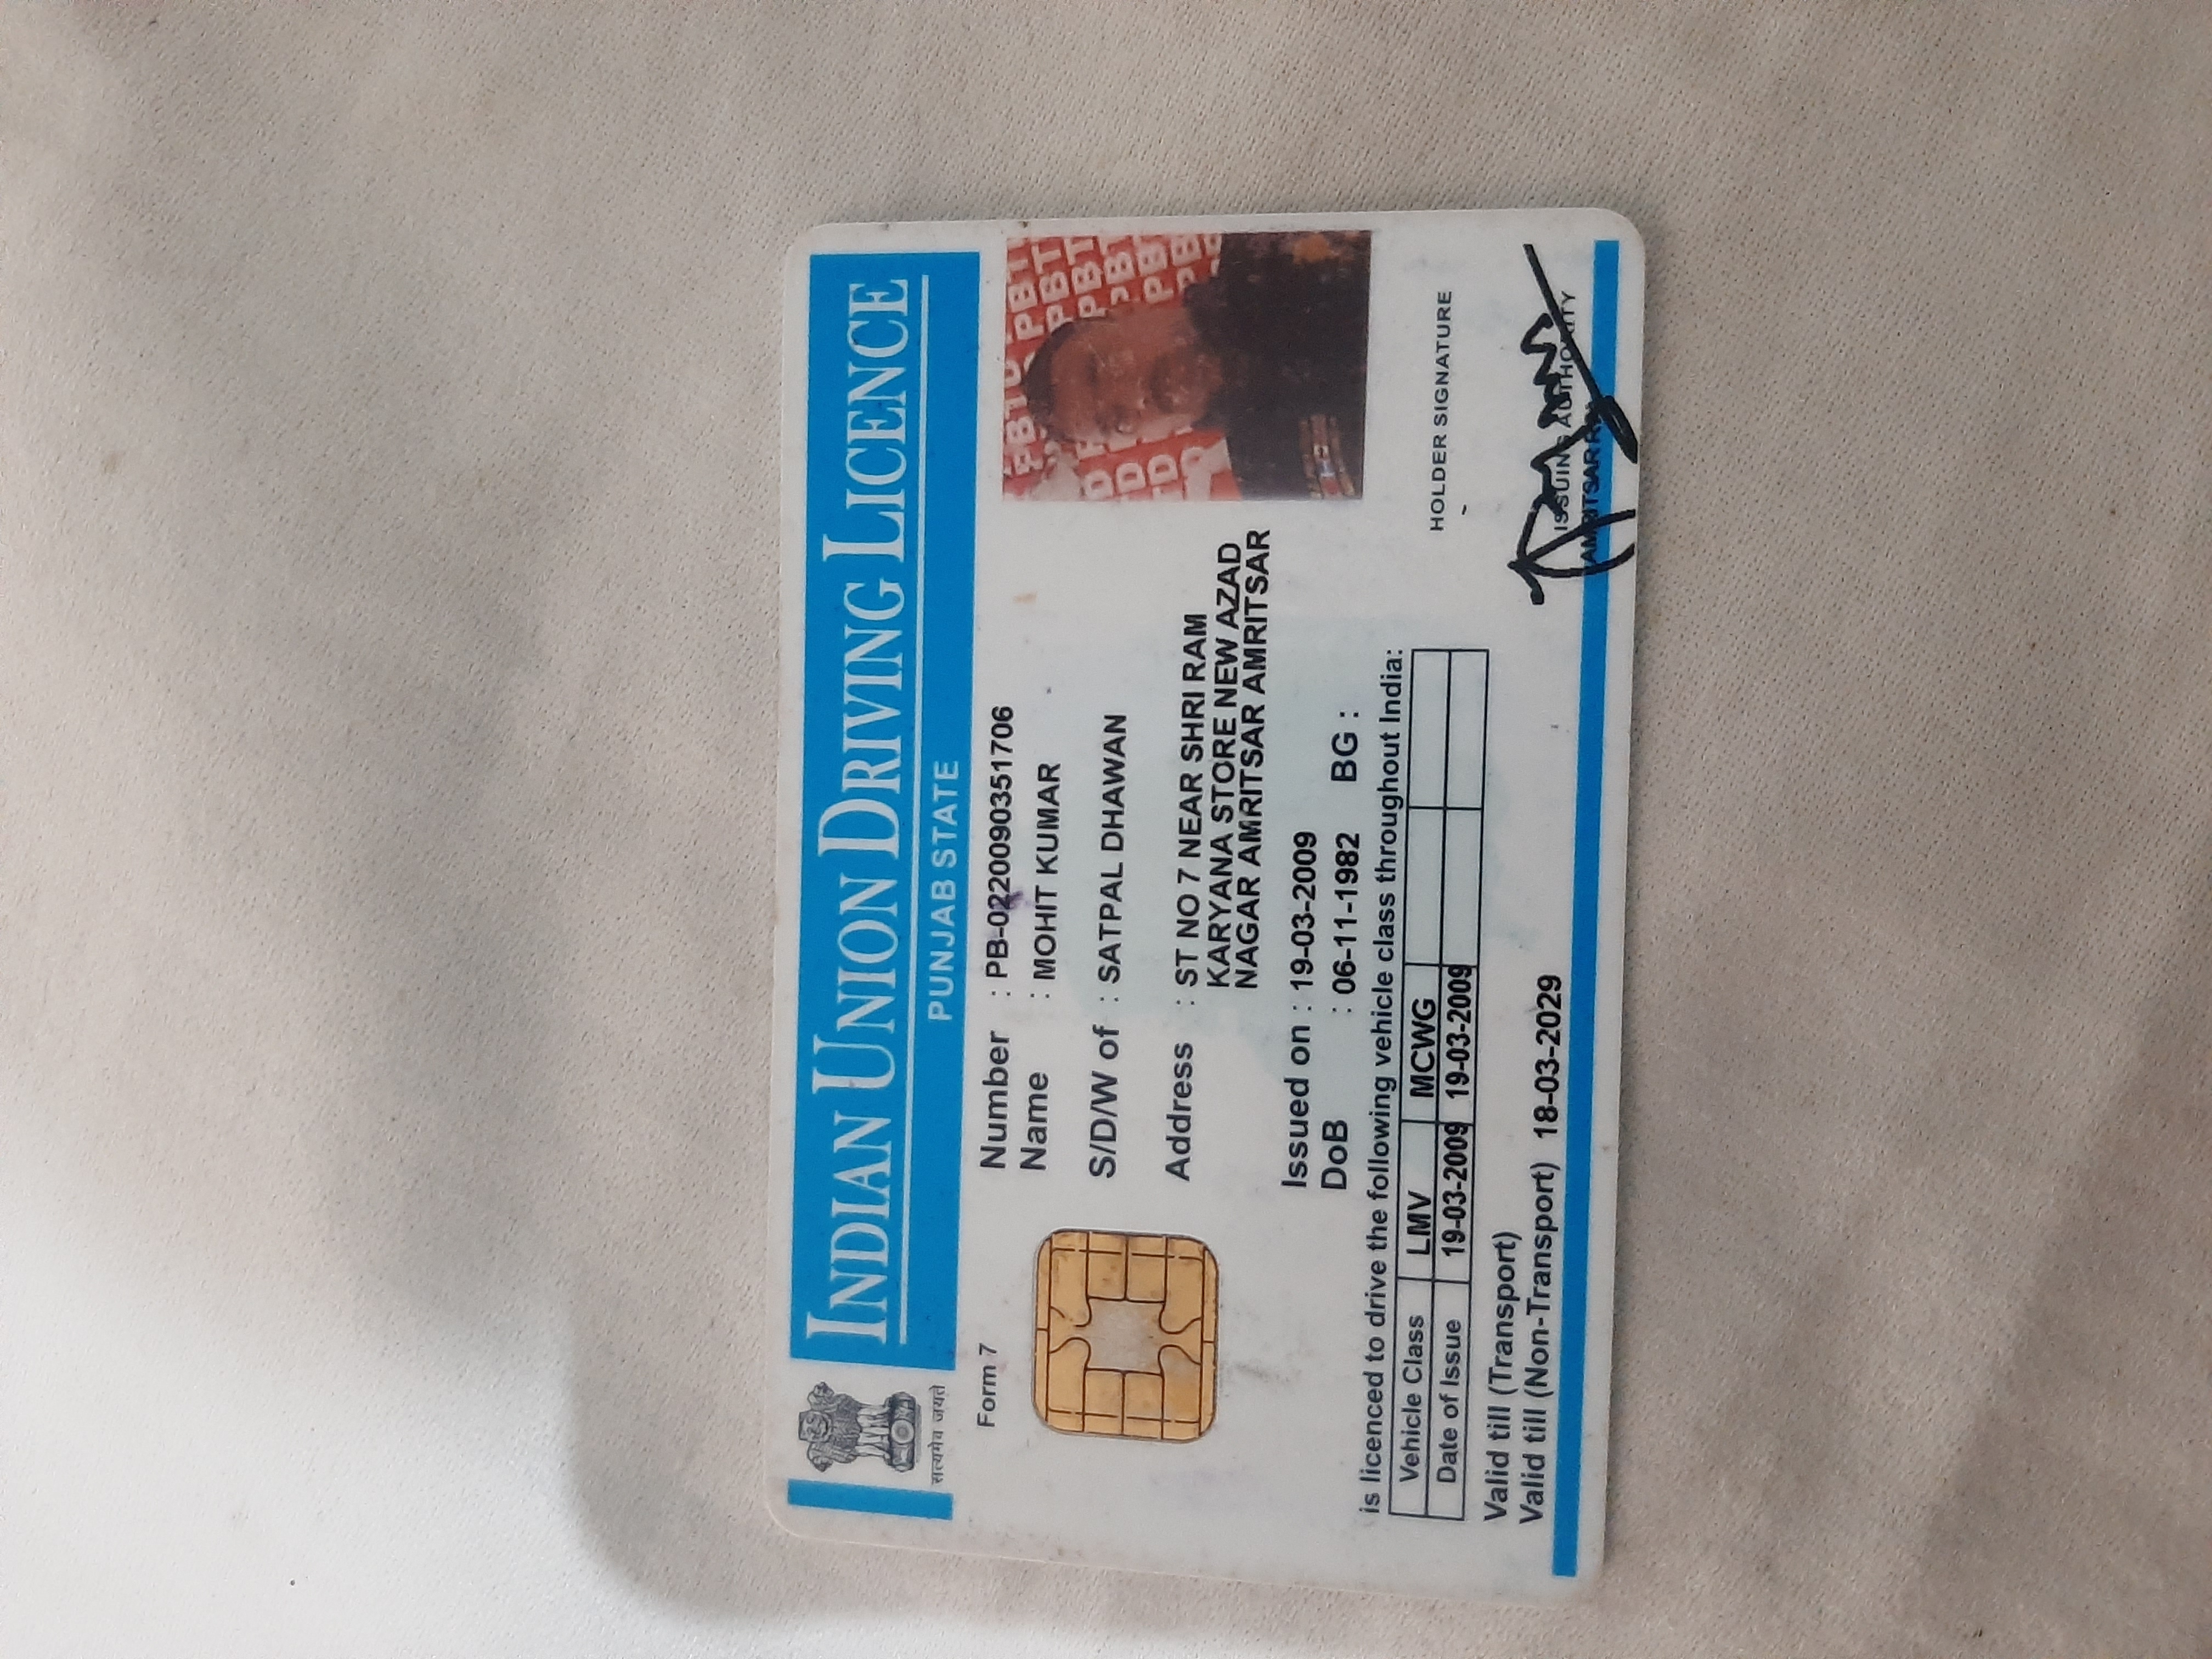 INDIAN UNION DRIVING LICENCE
PUNJAB STATE
सत्यमेव जयते
Form 7
Number : PB-0220090351706
Name : MOHIT KUMAR
S/D/W of : SATPAL DHAWAN
Address : ST NO 7 NEAR SHRI RAM
KARYANA STORE NEW AZAD
NAGAR AMRITSAR AMRITSAR
Issued on : 19-03-2009
DoB : 06-11-1982 BG :
is licenced to drive the following vehicle class throughout India:
Vehicle Class LMV MCWG
Date of Issue 19-03-2009 19-03-2009
Valid till (Transport)
Valid till (Non-Transport) 18-03-2029
HOLDER SIGNATURE
ISSUING AUTHORITY